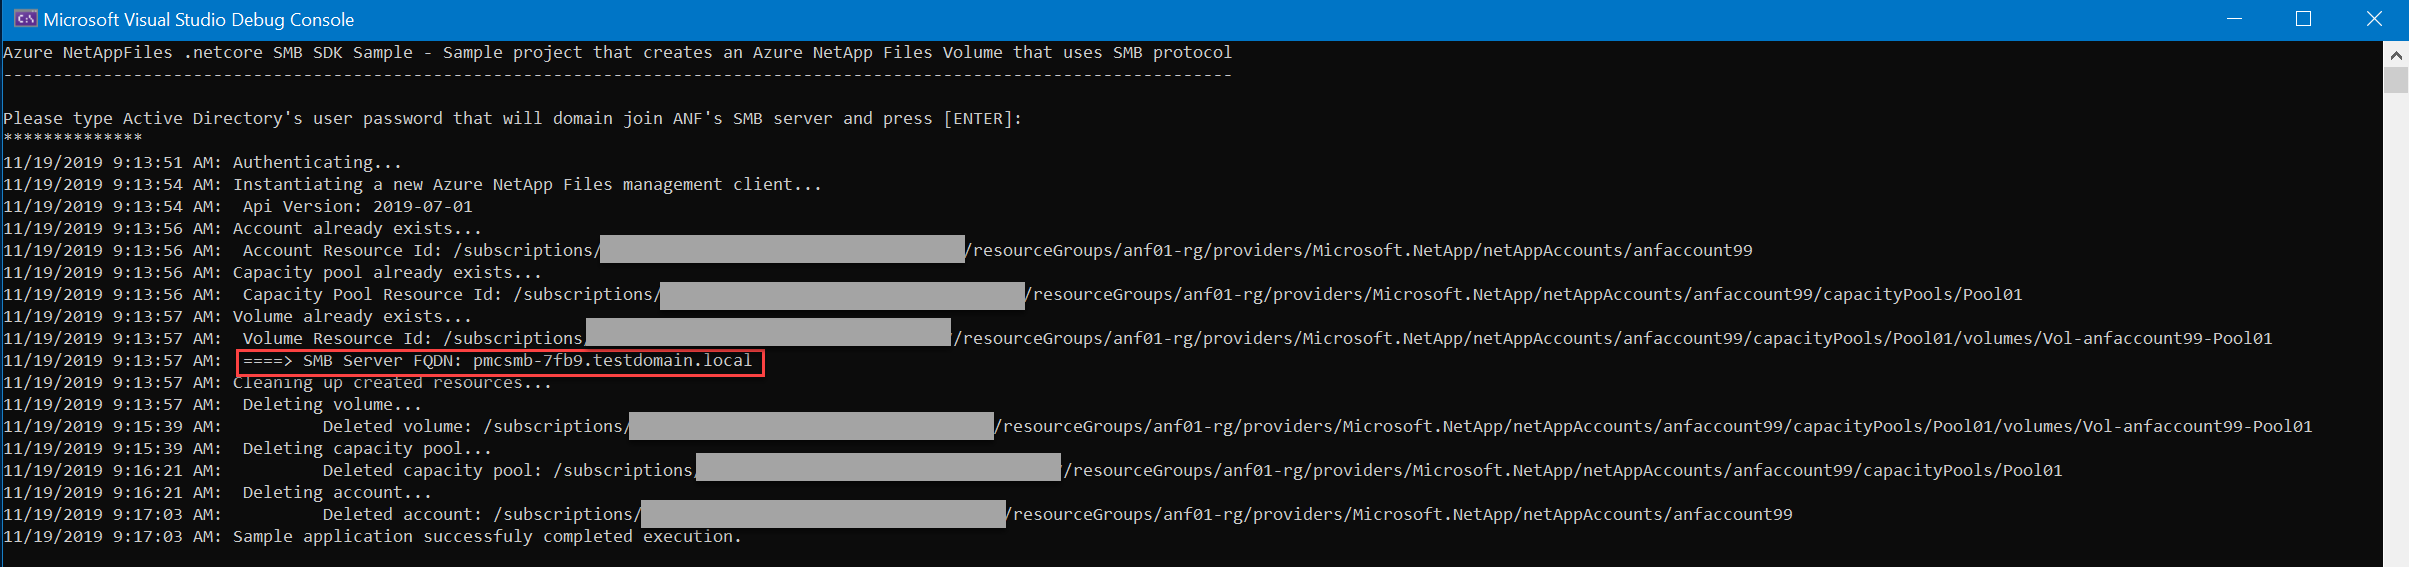 Microsoft Visual Studio Debug Console
Azure NetAppFiles .netcore SMB SDK Sample - Sample project that creates an Azure NetApp Files Volume that uses SMB protocol
---------------------------------------------------------------------------------------------------------------------------
Please type Active Directory's user password that will domain join ANF's SMB server and press [ENTER]:
**************
11/19/2019 9:13:51 AM: Authenticating...
11/19/2019 9:13:54 AM: Instantiating a new Azure NetApp Files management client...
11/19/2019 9:13:54 AM:  Api Version: 2019-07-01
11/19/2019 9:13:56 AM: Account already exists...
11/19/2019 9:13:56 AM:  Account Resource Id: /subscriptions/ /resourceGroups/anf01-rg/providers/Microsoft.NetApp/netAppAccounts/anfaccount99
11/19/2019 9:13:56 AM: Capacity pool already exists...
11/19/2019 9:13:56 AM:  Capacity Pool Resource Id: /subscriptions/ /resourceGroups/anf01-rg/providers/Microsoft.NetApp/netAppAccounts/anfaccount99/capacityPools/Pool01
11/19/2019 9:13:57 AM: Volume already exists...
11/19/2019 9:13:57 AM:  Volume Resource Id: /subscriptions/ /resourceGroups/anf01-rg/providers/Microsoft.NetApp/netAppAccounts/anfaccount99/capacityPools/Pool01/volumes/Vol-anfaccount99-Pool01
11/19/2019 9:13:57 AM:  ====> SMB Server FQDN: pmcsmb-7fb9.testdomain.local
11/19/2019 9:13:57 AM: Cleaning up created resources...
11/19/2019 9:13:57 AM:  Deleting volume...
11/19/2019 9:15:39 AM:          Deleted volume: /subscriptions/ /resourceGroups/anf01-rg/providers/Microsoft.NetApp/netAppAccounts/anfaccount99/capacityPools/Pool01/volumes/Vol-anfaccount99-Pool01
11/19/2019 9:15:39 AM:  Deleting capacity pool...
11/19/2019 9:16:21 AM:          Deleted capacity pool: /subscriptions/ /resourceGroups/anf01-rg/providers/Microsoft.NetApp/netAppAccounts/anfaccount99/capacityPools/Pool01
11/19/2019 9:16:21 AM:  Deleting account...
11/19/2019 9:17:03 AM:          Deleted account: /subscriptions/ /resourceGroups/anf01-rg/providers/Microsoft.NetApp/netAppAccounts/anfaccount99
11/19/2019 9:17:03 AM: Sample application successfuly completed execution.